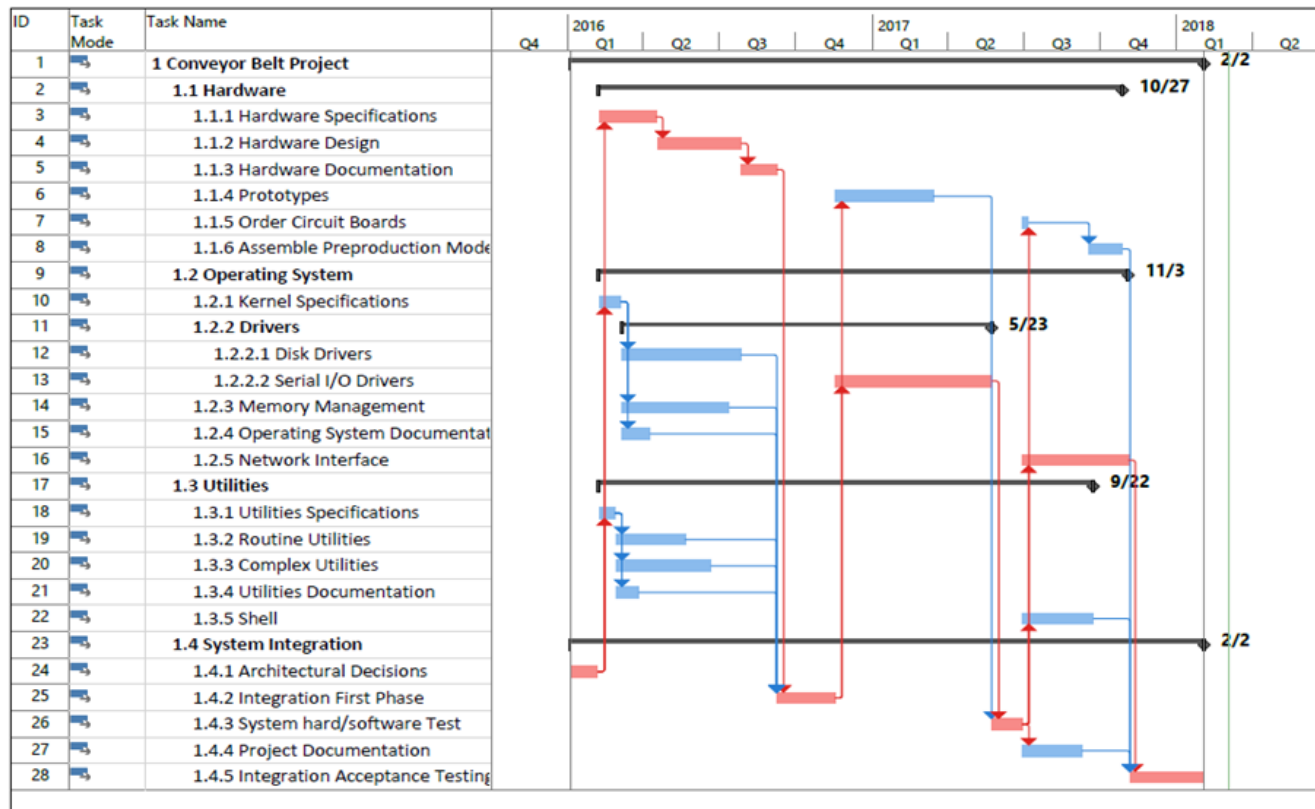 ID Task Mode Task Name 2016 2017 2018
Q4 Q1 Q2 Q3 Q4 Q1 Q2 Q3 Q4 Q1 Q2
1 1 Conveyor Belt Project 2/2
2 1.1 Hardware 10/27
3 1.1.1 Hardware Specifications
4 1.1.2 Hardware Design
5 1.1.3 Hardware Documentation
6 1.1.4 Prototypes
7 1.1.5 Order Circuit Boards
8 1.1.6 Assemble Preproduction Mode
9 1.2 Operating System 11/3
10 1.2.1 Kernel Specifications
11 1.2.2 Drivers 5/23
12 1.2.2.1 Disk Drivers
13 1.2.2.2 Serial I/O Drivers
14 1.2.3 Memory Management
15 1.2.4 Operating System Documentat
16 1.2.5 Network Interface
17 1.3 Utilities 9/22
18 1.3.1 Utilities Specifications
19 1.3.2 Routine Utilities
20 1.3.3 Complex Utilities
21 1.3.4 Utilities Documentation
22 1.3.5 Shell
23 1.4 System Integration 2/2
24 1.4.1 Architectural Decisions
25 1.4.2 Integration First Phase
26 1.4.3 System hard/software Test
27 1.4.4 Project Documentation
28 1.4.5 Integration Acceptance Testing